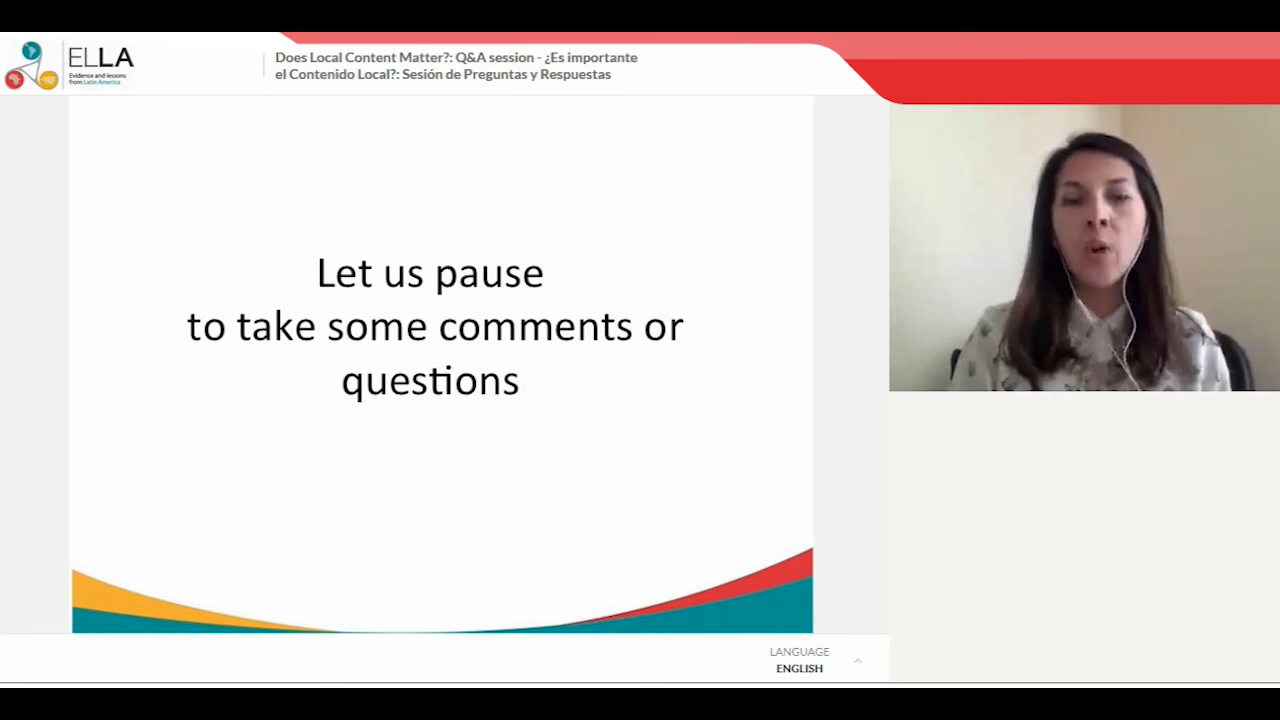 ELLA
Evidence and lessons
from Latin America
Does Local Content Matter?: Q&A session - ¿Es importante
el Contenido Local?: Sesión de Preguntas y Respuestas
Let us pause
to take some comments or
questions
LANGUAGE
ENGLISH